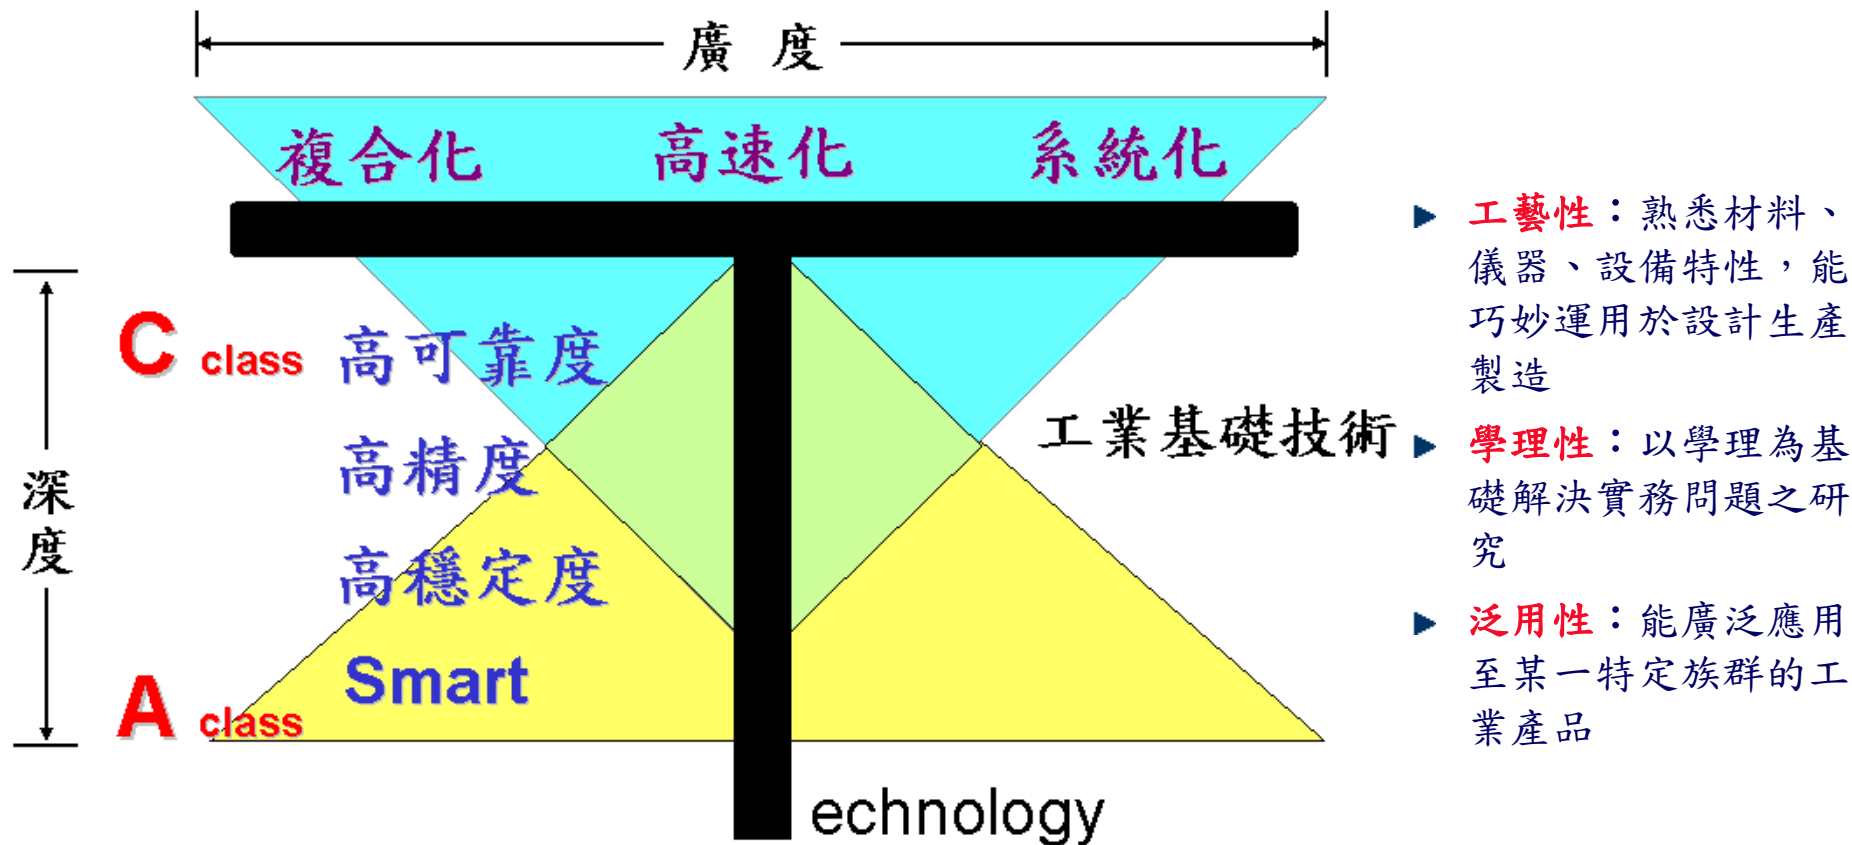 廣 度
複合化 高速化 系統化
深度
C class 高可靠度
高精度
高穩定度
A class Smart
工業基礎技術
echnology
工藝性：熟悉材料、
儀器、設備特性，能
巧妙運用於設計生產
製造
學理性：以學理為基
礎解決實務問題之研
究
泛用性：能廣泛應用
至某一特定族群的工
業產品